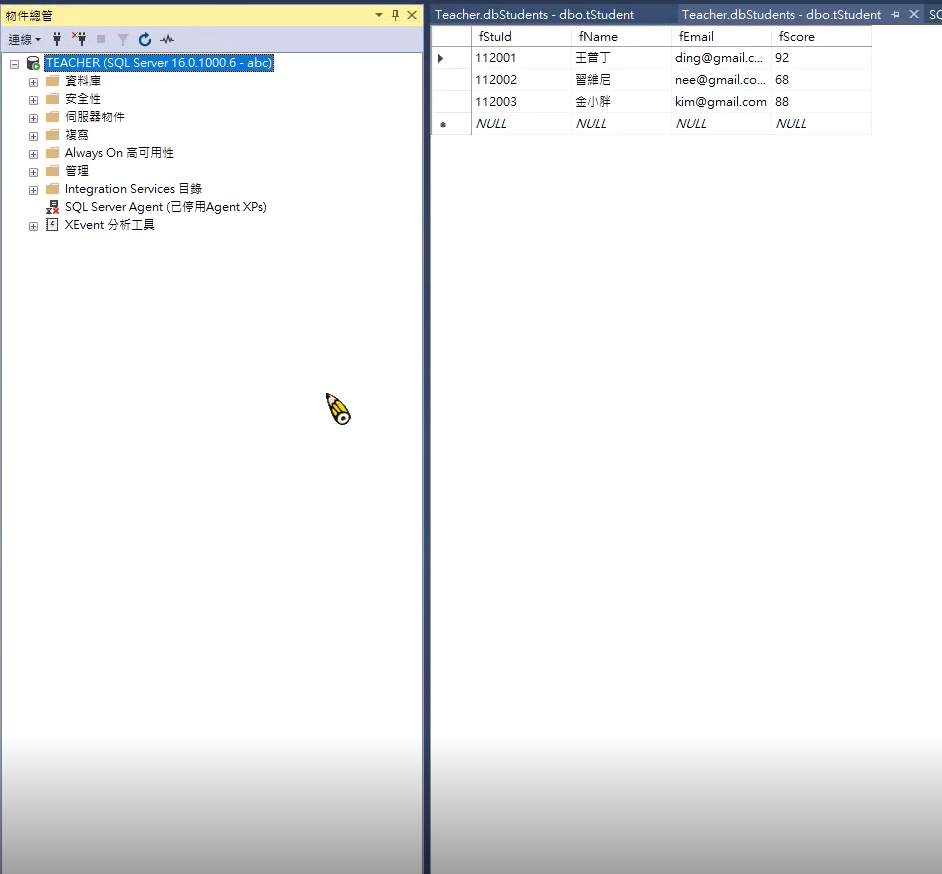 物件總管
連線
TEACHER (SQL Server 16.0.1000.6 - abc)
資料庫
安全性
伺服器物件
複寫
Always On 高可用性
管理
Integration Services 目錄
SQL Server Agent (已停用Agent XPs)
XEvent 分析工具
Teacher.dbStudents - dbo.tStudent
Teacher.dbStudents - dbo.tStudent
SQ
fStuId fName fEmail fScore
112001 王普丁 ding@gmail.c... 92
112002 習維尼 nee@gmail.co... 68
112003 金小胖 kim@gmail.com 88
NULL NULL NULL NULL